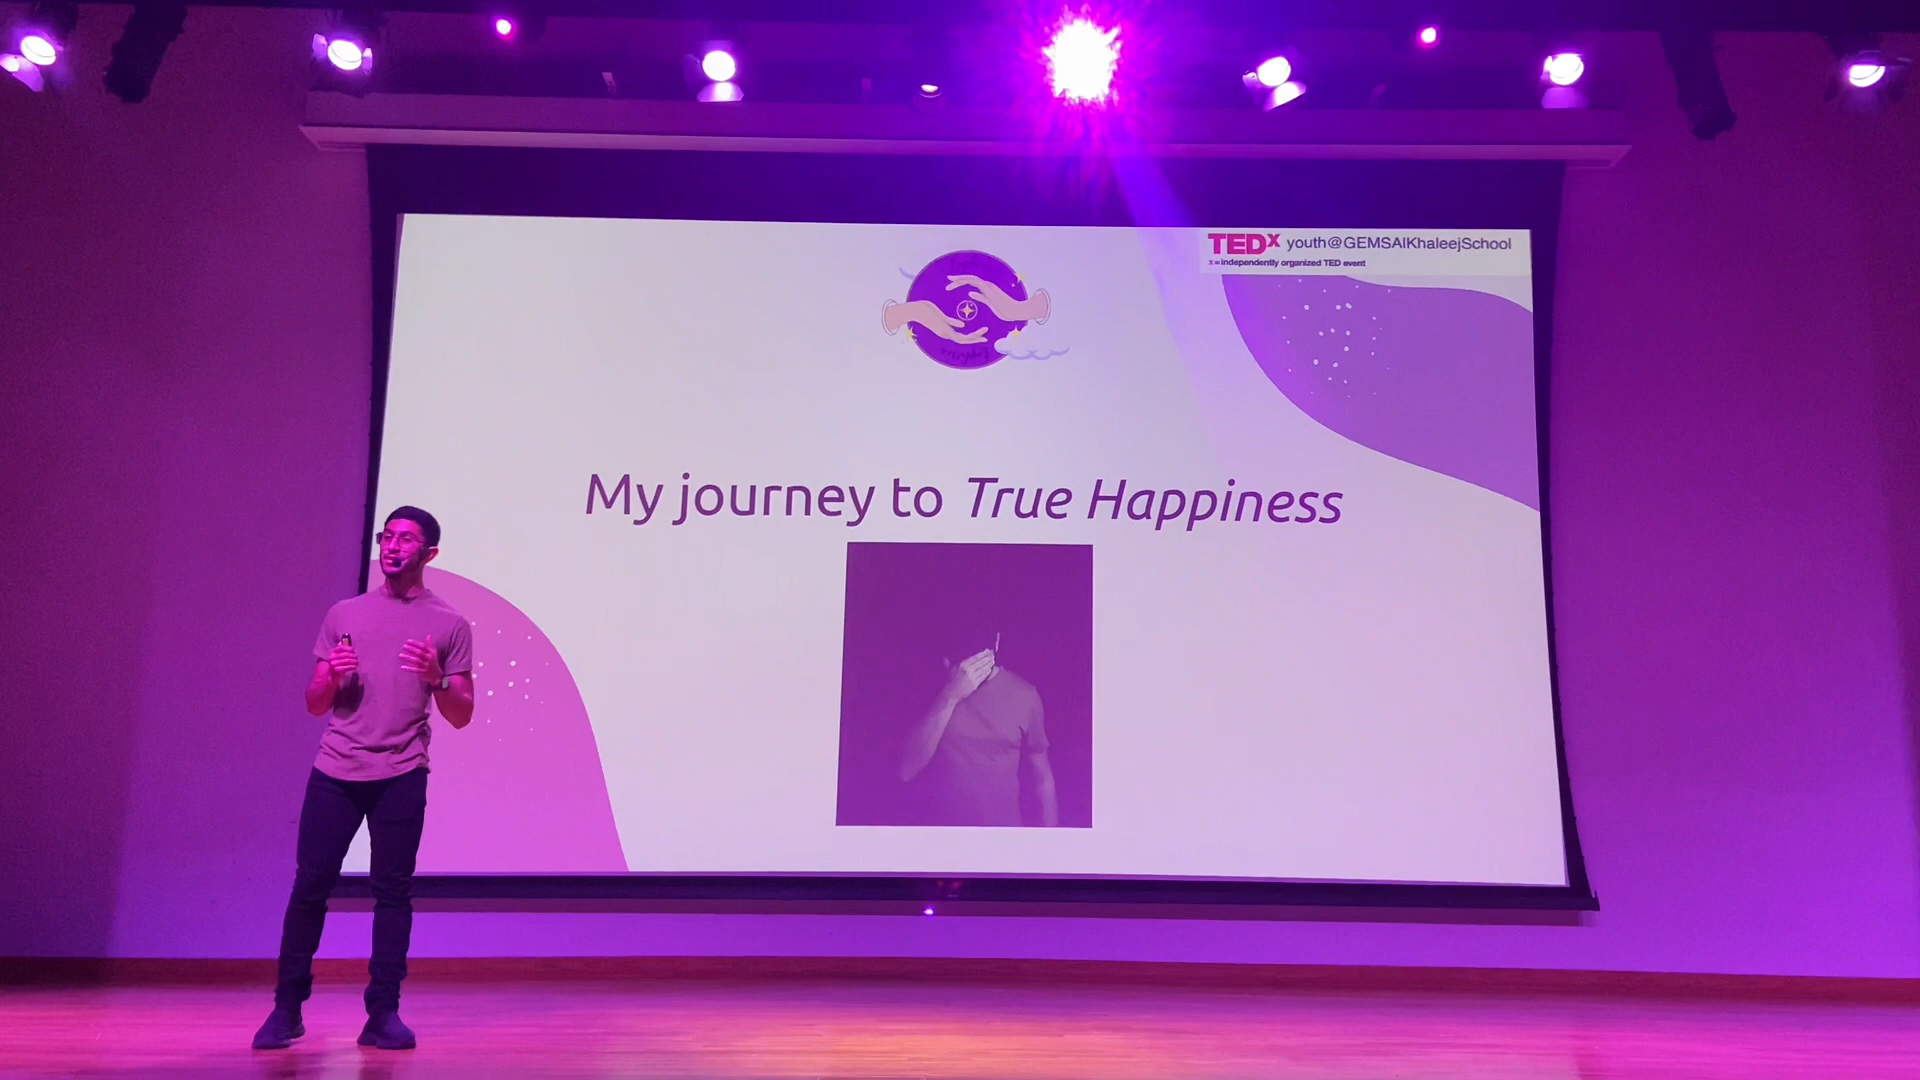 TEDx youth@GEMSAlKhaleejSchool
x = independently organized TED event
My journey to True Happiness